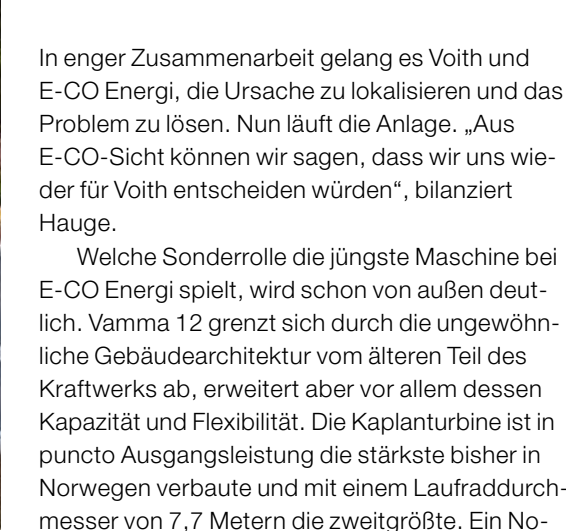 In enger Zusammenarbeit gelang es Voith und
E-CO Energi, die Ursache zu lokalisieren und das
Problem zu lösen. Nun läuft die Anlage. „Aus
E-CO-Sicht können wir sagen, dass wir uns wie-
der für Voith entscheiden würden“, bilanziert
Hauge.
Welche Sonderrolle die jüngste Maschine bei
E-CO Energi spielt, wird schon von außen deut-
lich. Vamma 12 grenzt sich durch die ungewöhn-
liche Gebäudearchitektur vom älteren Teil des
Kraftwerks ab, erweitert aber vor allem dessen
Kapazität und Flexibilität. Die Kaplanturbine ist in
puncto Ausgangsleistung die stärkste bisher in
Norwegen verbaute und mit einem Laufraddurch-
messer von 7,7 Metern die zweitgrößte. Ein No-